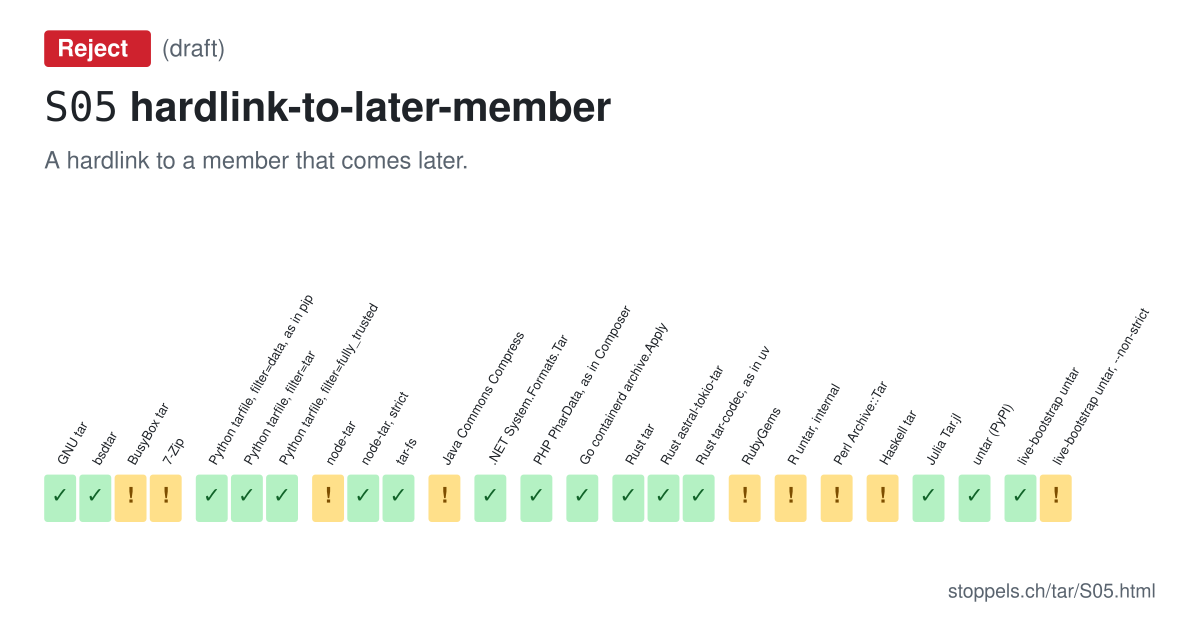 Reject (draft)
S05 hardlink-to-later-member
A hardlink to a member that comes later.
GNU tar
bsdtar
BusyBox tar
7-Zip
Python tarfile, filter=data, as in pip
Python tarfile, filter=tar
Python tarfile, filter=fully_trusted
node-tar
node-tar, strict
tar-fs
Java Commons Compress
.NET System.Formats.Tar
PHP PharData, as in Composer
Go containerd archive.Apply
Rust tar
Rust astral-tokio-tar
Rust tar-codec, as in uv
RubyGems
R untar, internal
Perl Archive::Tar
Haskell tar
Julia Tar.jl
untar (PyPI)
live-bootstrap untar
live-bootstrap untar, --non-strict
✓ ✓ ! ! ✓ ✓ ✓ ! ✓ ✓ ! ✓ ✓ ✓ ✓ ✓ ✓ ! ! ! ! ✓ ✓ ✓ !
stoppels.ch/tar/S05.html